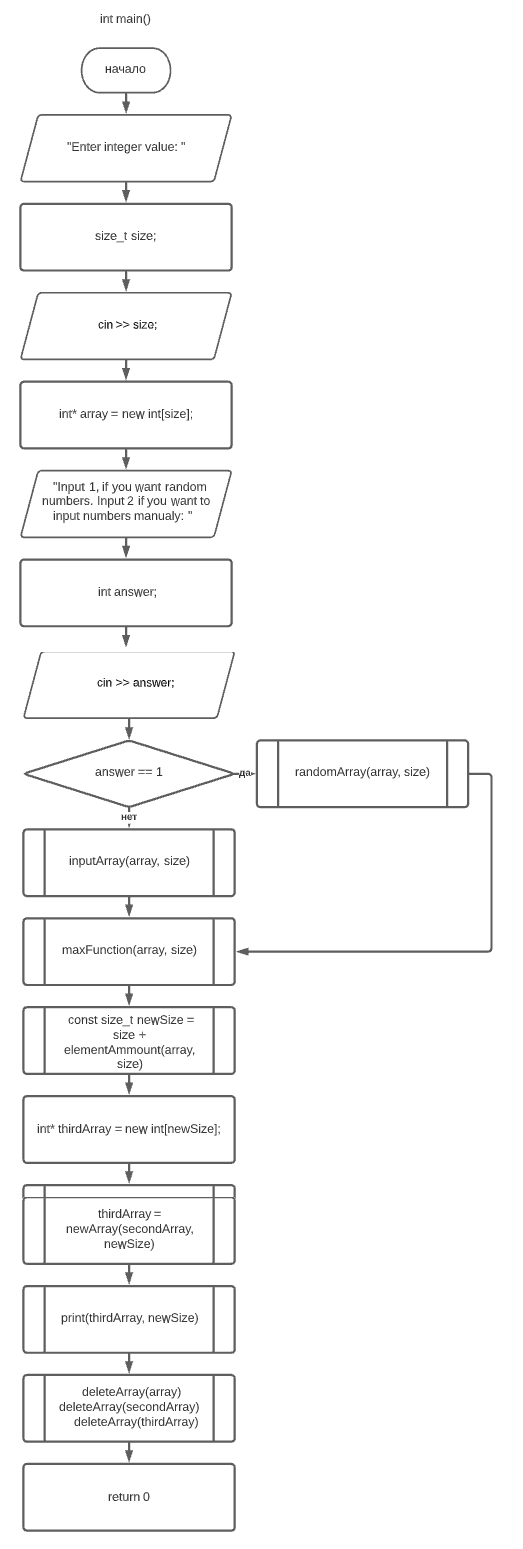 int main()
начало
"Enter integer value: "
size_t size;
cin >> size;
int* array = new int[size];
"Input 1, if you want random
numbers. Input 2 if you want to
input numbers manualy: "
int answer;
cin >> answer;
answer == 1
да
randomArray(array, size)
нет
inputArray(array, size)
maxFunction(array, size)
const size_t newSize =
size +
elementAmmount(array,
size)
int* thirdArray = new int[newSize];
thirdArray =
newArray(secondArray,
newSize)
print(thirdArray, newSize)
deleteArray(array)
deleteArray(secondArray)
deleteArray(thirdArray)
return 0